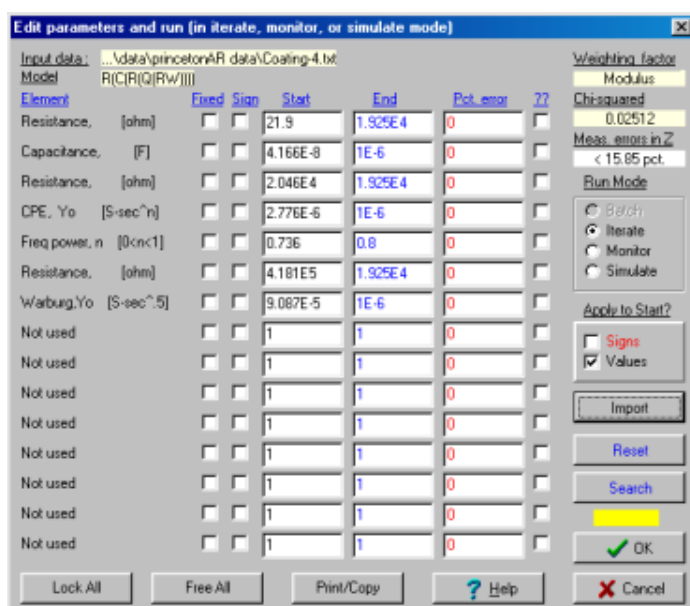 Edit parameters and run (in iterate, monitor, or simulate mode)
Input data: ...\data\princetonAR data\Coating-4.txt
Model R(C(R(Q(RW))))
Weighting factor
Modulus
Element Fixed Sign Start End Pct. error ??
Chi-squared
0.02512
Resistance, [ohm] 21.9 1.925E4 0
Meas. errors in Z
< 15.85 pct.
Capacitance, [F] 4.166E-8 1E-6 0
Resistance, [ohm] 2.046E4 1.925E4 0
Run Mode
CPE, Yo [S-sec^n] 2.776E-6 1E-6 0
Batch
Freq power, n [0<n<1] 0.736 0.8 0
Iterate
Monitor
Resistance, [ohm] 4.181E5 1.925E4 0
Simulate
Warburg,Yo [S-sec^.5] 9.087E-5 1E-6 0
Apply to Start?
Not used 1 1 0
Signs
Not used 1 1 0
Values
Not used 1 1 0
Import
Not used 1 1 0
Not used 1 1 0
Reset
Not used 1 1 0
Search
Not used 1 1 0
Not used 1 1 0
OK
Lock All Free All Print/Copy ? Help Cancel